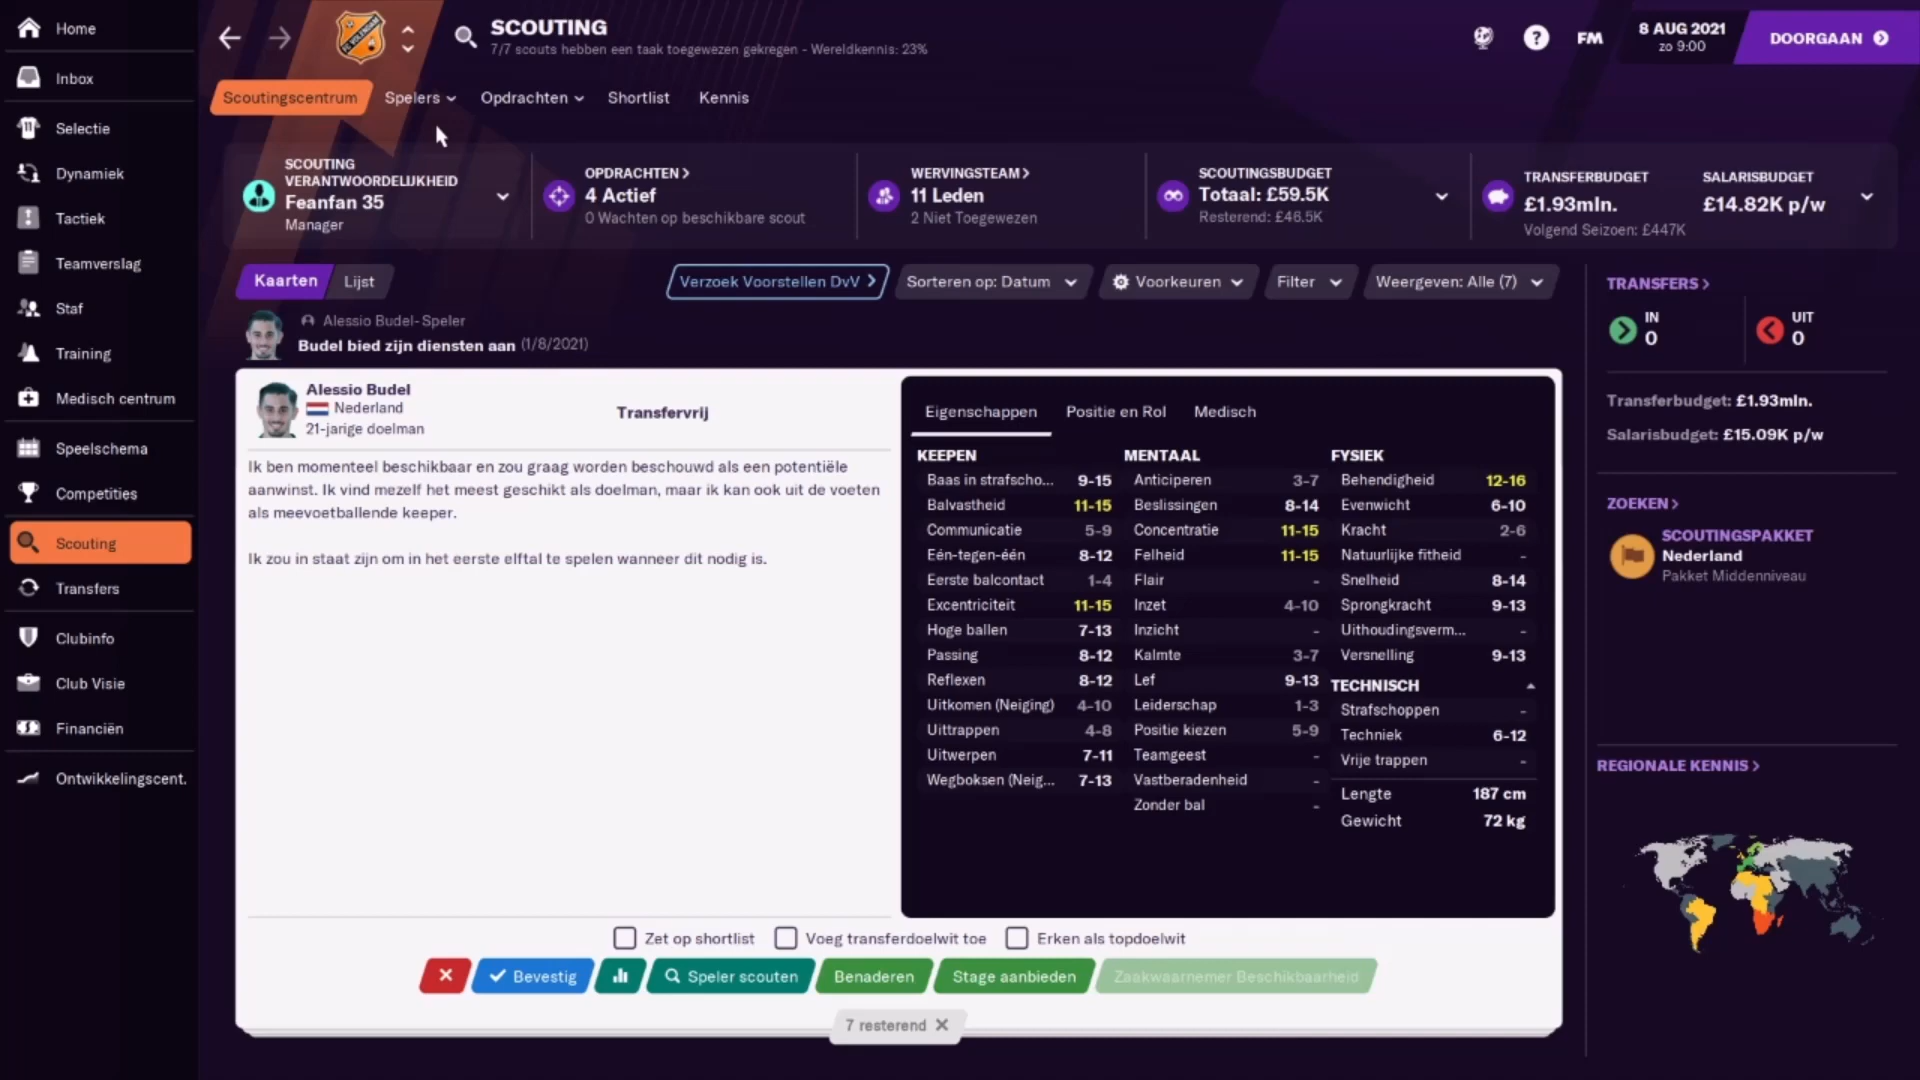 Home
Inbox
Selectie
Dynamiek
Tactiek
Teamverslag
Staf
Training
Medisch centrum
Speelschema
Competities
Scouting
Transfers
Clubinfo
Club Visie
Financiën
Ontwikkelingscent.
SCOUTING
7/7 scouts hebben een taak toegewezen gekregen - Wereldkennis: 23%
FM
8 AUG 2021
zo 9:00
DOORGAAN
Scoutingscentrum
Spelers
Opdrachten
Shortlist
Kennis
SCOUTING
VERANTWOORDELIJKHEID
Feanfan 35
Manager
OPDRACHTEN >
4 Actief
0 Wachten op beschikbare scout
WERVINGSTEAM >
11 Leden
2 Niet Toegewezen
SCOUTINGSBUDGET
Totaal: £59.5K
Resterend: £46.5K
TRANSFERBUDGET
£1.93mln.
Volgend Seizoen: £447K
SALARISBUDGET
£14.82K p/w
Kaarten
Lijst
Verzoek Voorstellen DvV >
Sorteren op: Datum
Voorkeuren
Filter
Weergeven: Alle (7)
Alessio Budel-Speler
Budel bied zijn diensten aan (1/8/2021)
Alessio Budel
Nederland
21-jarige doelman
Transfervrij
Ik ben momenteel beschikbaar en zou graag worden beschouwd als een potentiële
aanwinst. Ik vind mezelf het meest geschikt als doelman, maar ik kan ook uit de voeten
als meevoetballende keeper.
Ik zou in staat zijn om in het eerste elftal te spelen wanneer dit nodig is.
Eigenschappen
Positie en Rol
Medisch
KEEPEN
Baas in strafscho... 9-15
Balvastheid 11-15
Communicatie 5-9
Eén-tegen-één 8-12
Eerste balcontact 1-4
Excentriciteit 11-15
Hoge ballen 7-13
Passing 8-12
Reflexen 8-12
Uitkomen (Neiging) 4-10
Uittrappen 4-8
Uitwerpen 7-11
Wegboksen (Neig... 7-13
MENTAAL
Anticiperen 3-7
Beslissingen 8-14
Concentratie 11-15
Felheid 11-15
Flair -
Inzet 4-10
Inzicht -
Kalmte 3-7
Lef 9-13
Leiderschap 1-3
Positie kiezen 5-9
Teamgeest -
Vastberadenheid -
Zonder bal -
FYSIEK
Behendigheid 12-16
Evenwicht 6-10
Kracht 2-6
Natuurlijke fitheid -
Snelheid 8-14
Sprongkracht 9-13
Uithoudingsverm... -
Versnelling 9-13
TECHNISCH
Strafschoppen -
Techniek 6-12
Vrije trappen -
Lengte 187 cm
Gewicht 72 kg
Zet op shortlist
Voeg transferdoelwit toe
Erken als topdoelwit
Bevestig
Speler scouten
Benaderen
Stage aanbieden
Zaakwaarnemer Beschikbaarheid
7 resterend
TRANSFERS >
IN
0
UIT
0
Transferbudget: £1.93mln.
Salarisbudget: £15.09K p/w
ZOEKEN >
SCOUTINGSPAKKET
Nederland
Pakket Middenniveau
REGIONALE KENNIS >